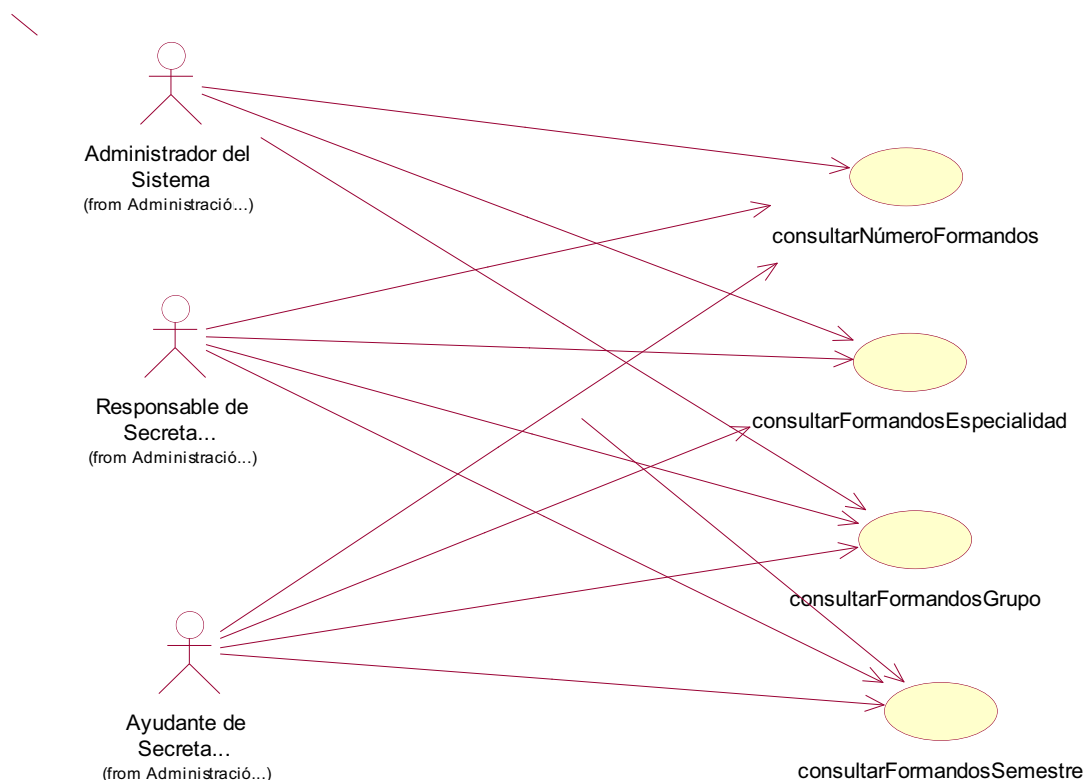 Administrador del
Sistema
(from Administració...)
consultarNúmeroFormandos
Responsable de
Secreta...
(from Administració...)
consultarFormandosEspecialidad
consultarFormandosGrupo
Ayudante de
Secreta...
(from Administració...)
consultarFormandosSemestre